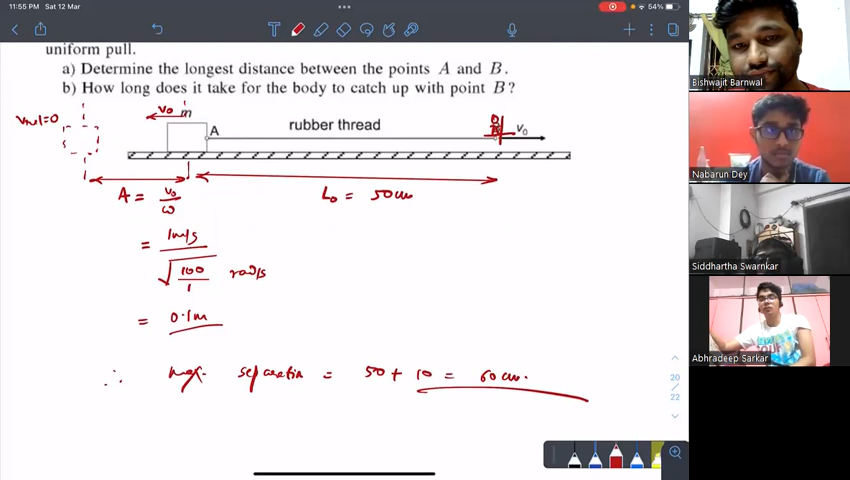 11:55 PM Sat 12 Mar
54%
uniform pull.
a) Determine the longest distance between the points A and B.
b) How long does it take for the body to catch up with point B?
Vrel=0
v₀
m
A
rubber thread
B
v₀
A = v₀/ω
L₀ = 50cm
= 1m/s / √(100/1) rad/s
= 0.1m
∴ max. separation = 50 + 10 = 60cm.
20 / 22
Bishwajit Barnwal
Nabarun Dey
Siddhartha Swarnkar
Abhradeep Sarkar